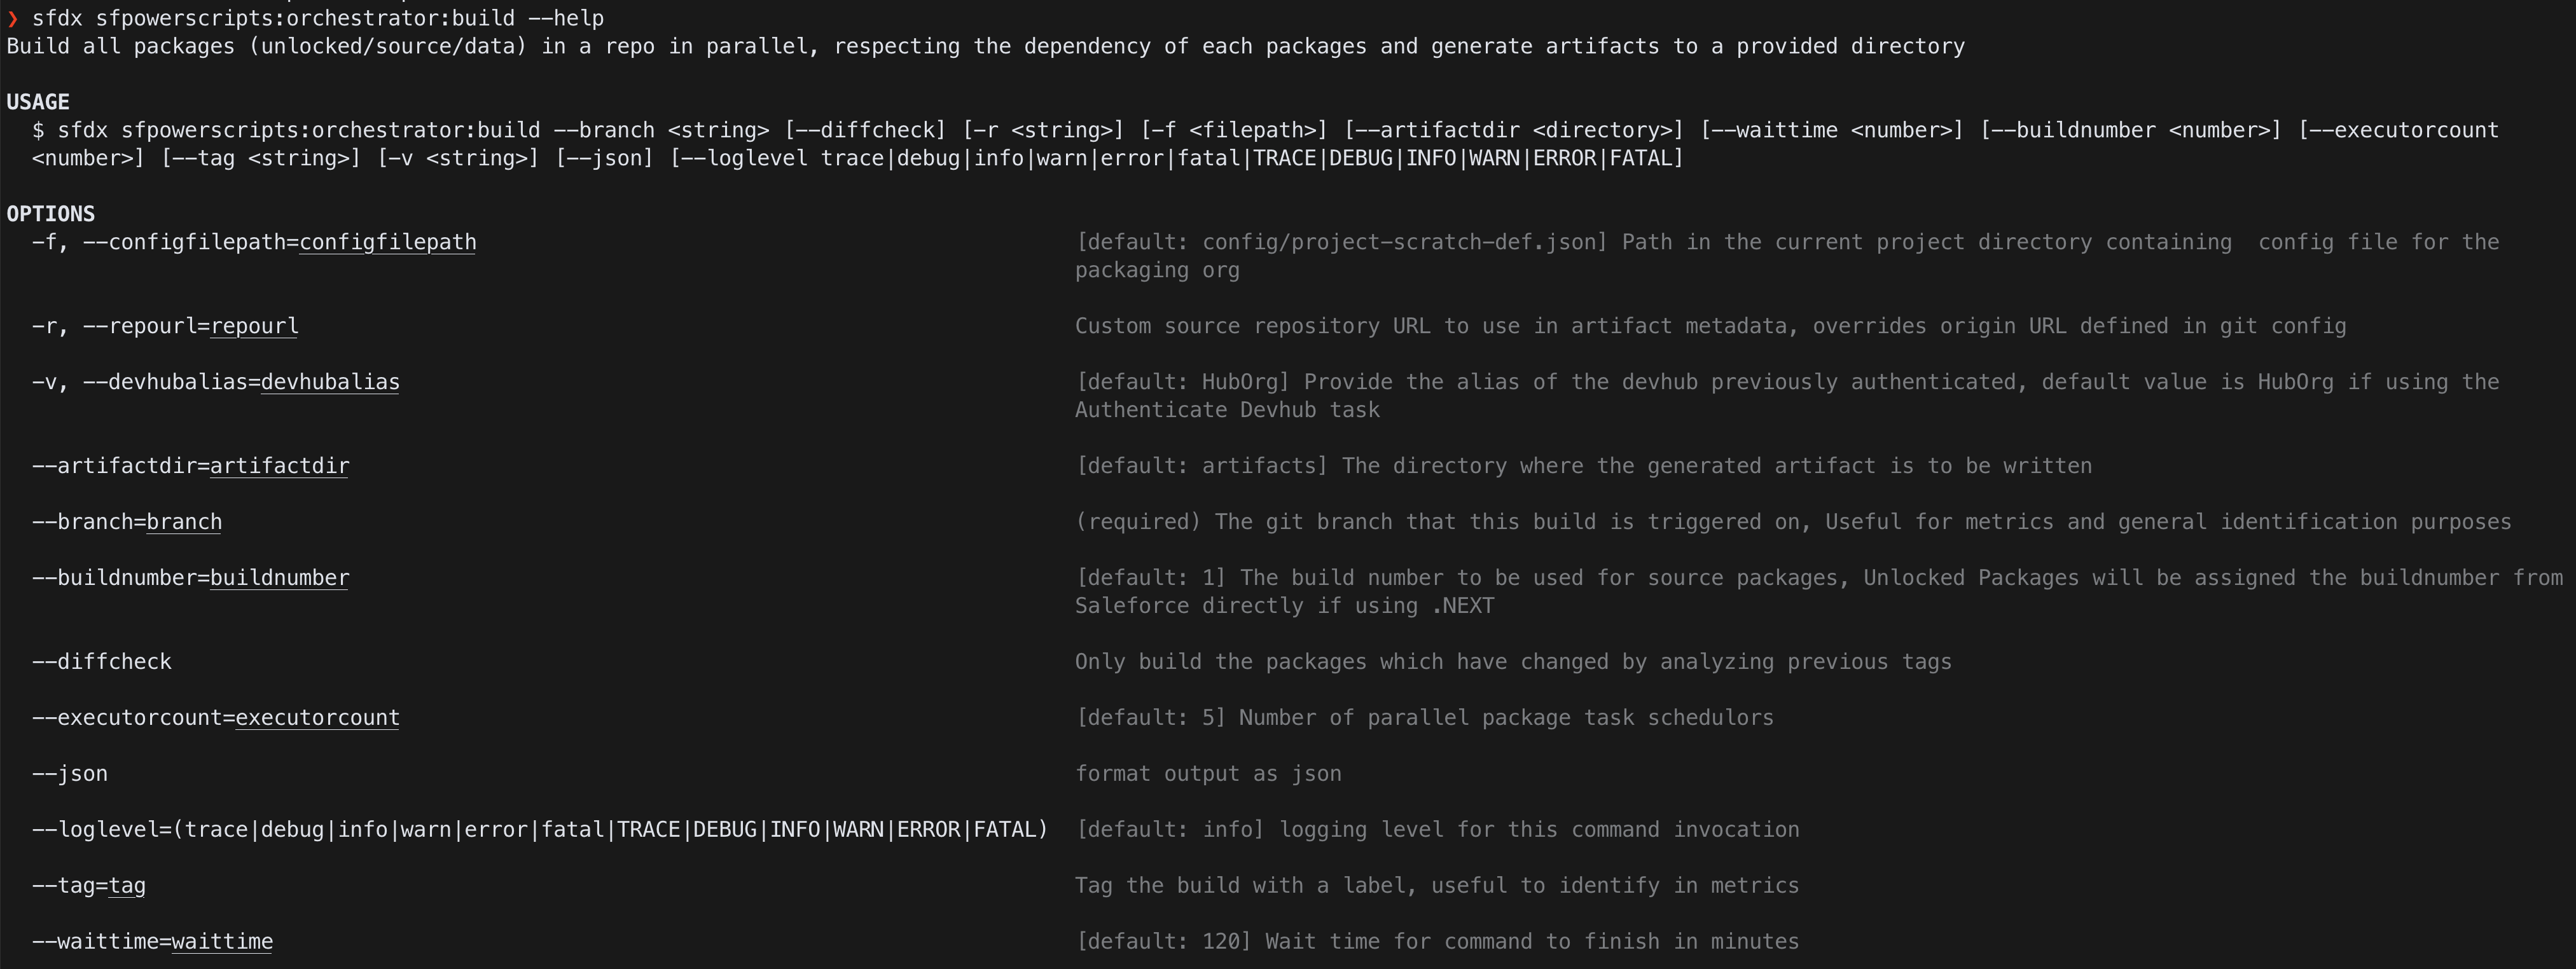 ❯ sfdx sfpowerscripts:orchestrator:build --help
Build all packages (unlocked/source/data) in a repo in parallel, respecting the dependency of each packages and generate artifacts to a provided directory
USAGE
$ sfdx sfpowerscripts:orchestrator:build --branch <string> [--diffcheck] [-r <string>] [-f <filepath>] [--artifactdir <directory>] [--waittime <number>] [--buildnumber <number>] [--executorcount
<number>] [--tag <string>] [-v <string>] [--json] [--loglevel trace|debug|info|warn|error|fatal|TRACE|DEBUG|INFO|WARN|ERROR|FATAL]
OPTIONS
-f, --configfilepath=configfilepath [default: config/project-scratch-def.json] Path in the current project directory containing  config file for the
packaging org
-r, --repourl=repourl Custom source repository URL to use in artifact metadata, overrides origin URL defined in git config
-v, --devhubalias=devhubalias [default: HubOrg] Provide the alias of the devhub previously authenticated, default value is HubOrg if using the
Authenticate Devhub task
--artifactdir=artifactdir [default: artifacts] The directory where the generated artifact is to be written
--branch=branch (required) The git branch that this build is triggered on, Useful for metrics and general identification purposes
--buildnumber=buildnumber [default: 1] The build number to be used for source packages, Unlocked Packages will be assigned the buildnumber from
Saleforce directly if using .NEXT
--diffcheck Only build the packages which have changed by analyzing previous tags
--executorcount=executorcount [default: 5] Number of parallel package task schedulors
--json format output as json
--loglevel=(trace|debug|info|warn|error|fatal|TRACE|DEBUG|INFO|WARN|ERROR|FATAL) [default: info] logging level for this command invocation
--tag=tag Tag the build with a label, useful to identify in metrics
--waittime=waittime [default: 120] Wait time for command to finish in minutes